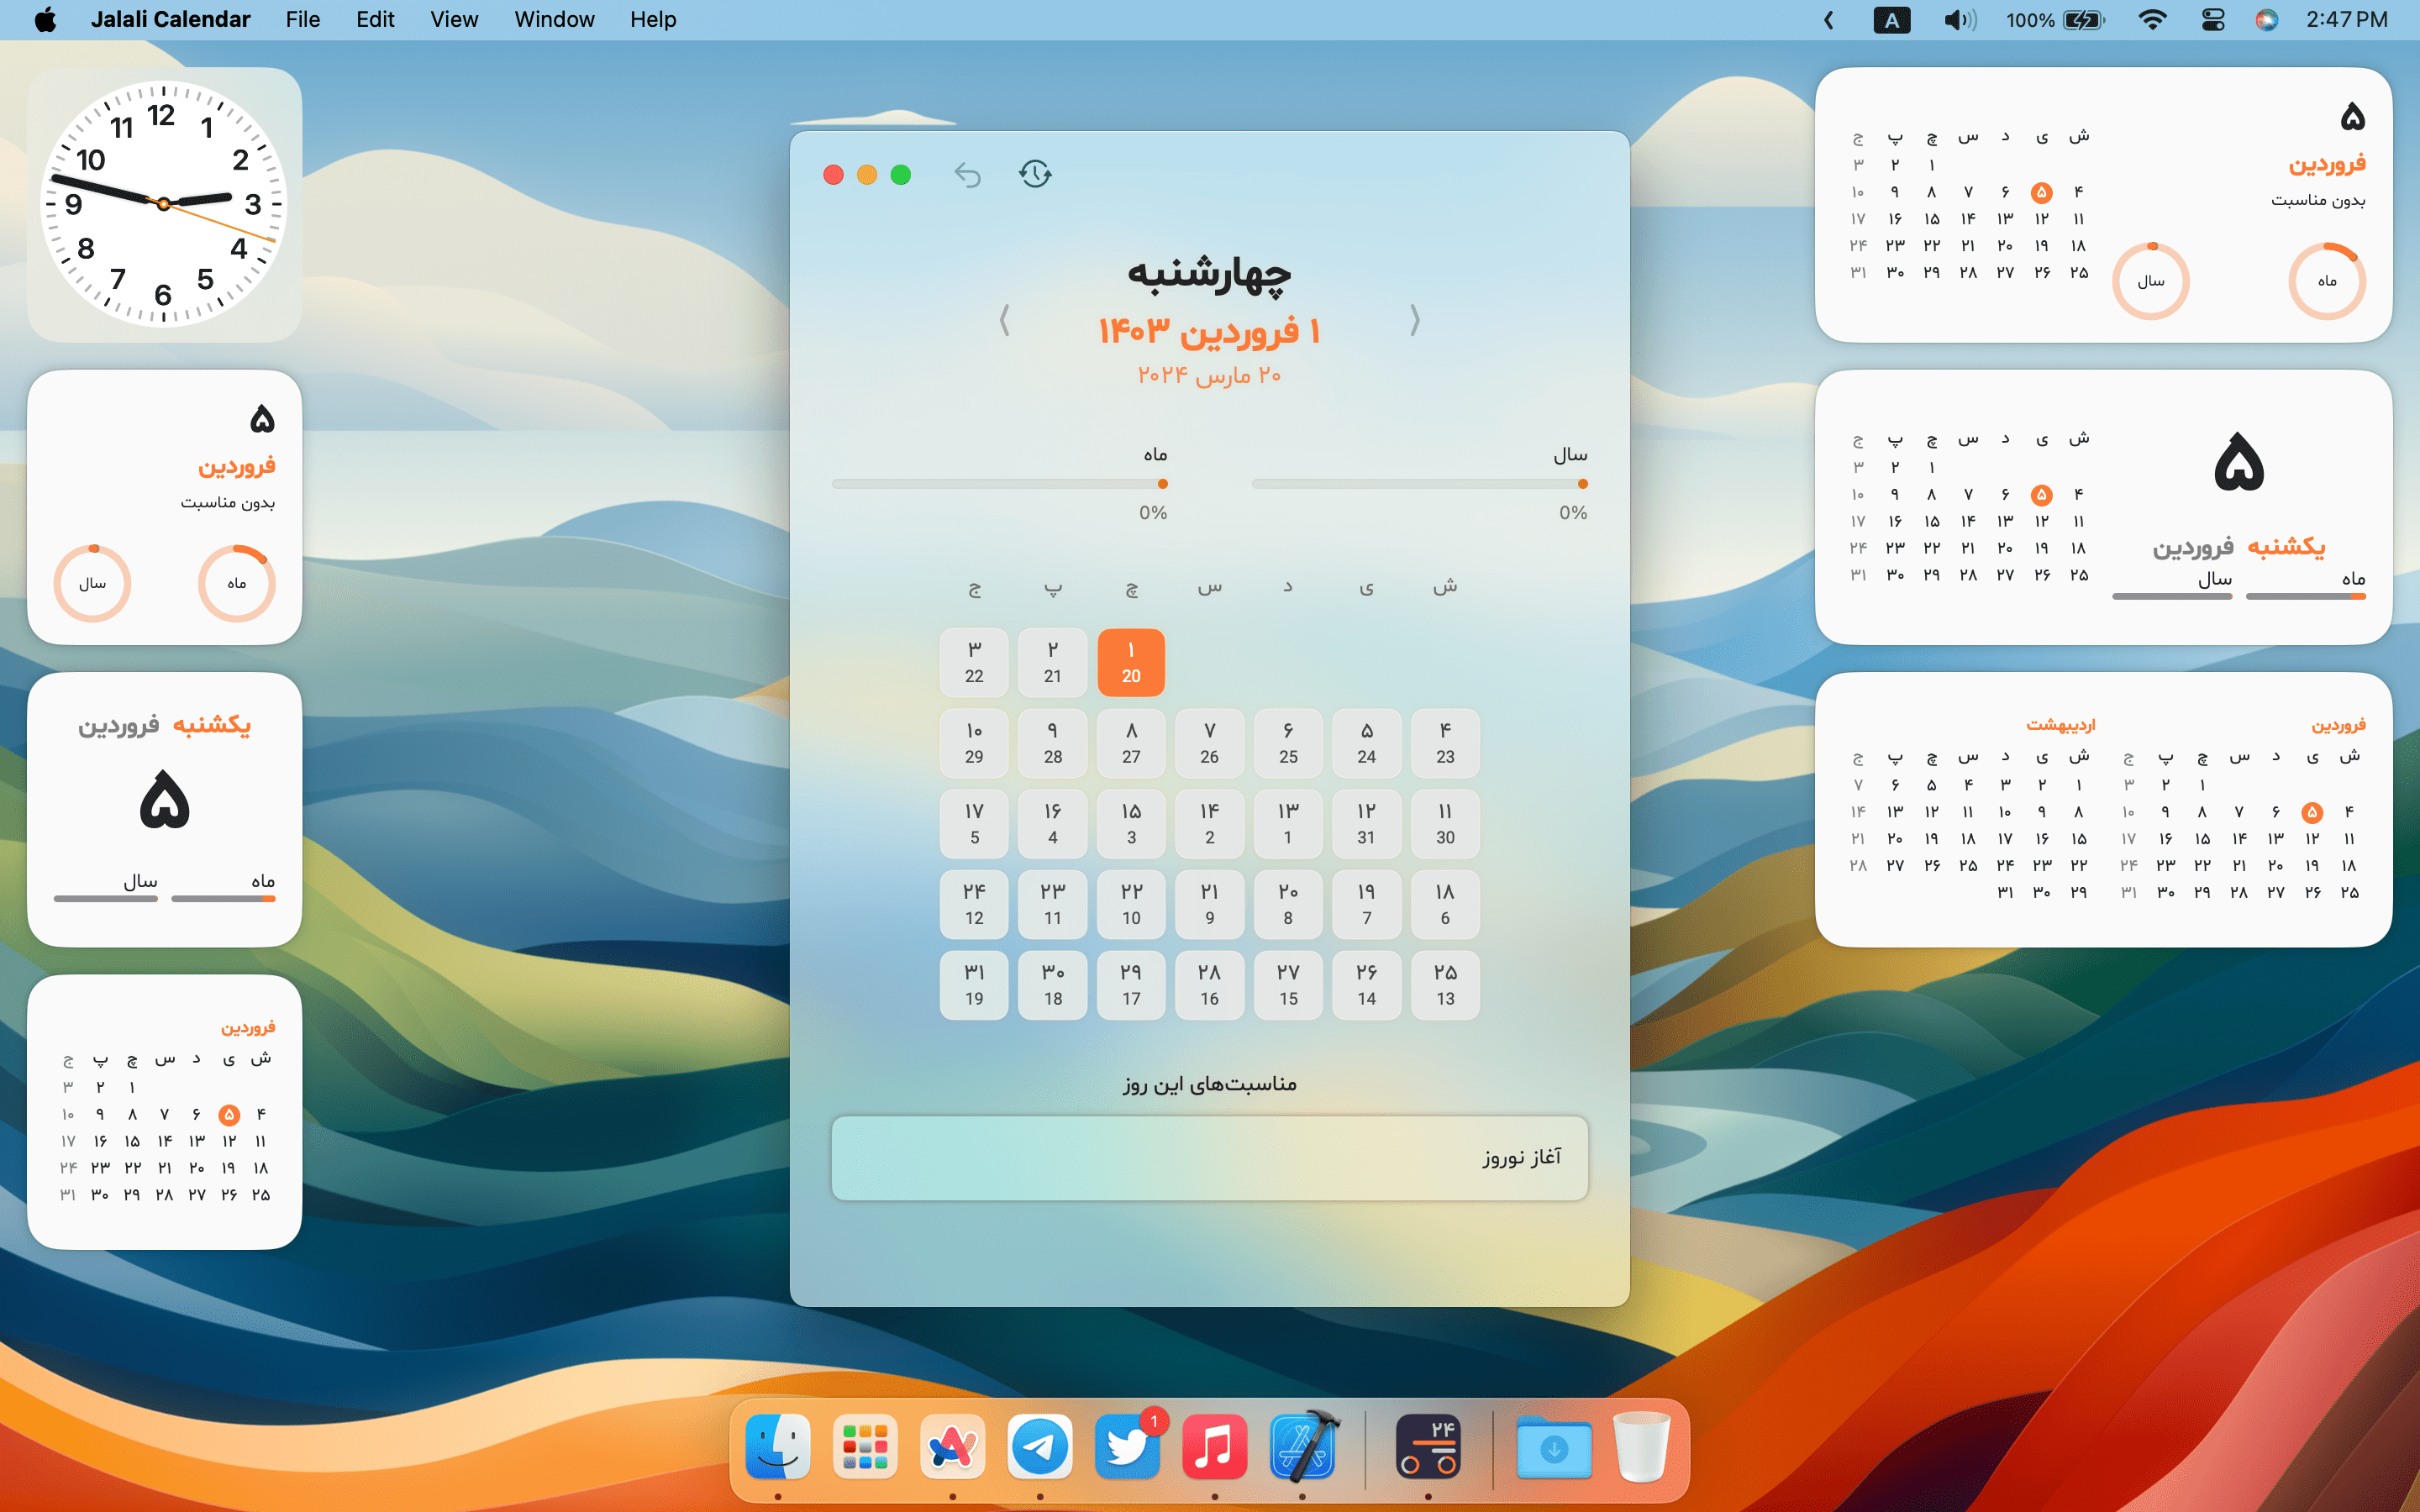 Jalali Calendar File Edit View Window Help
A 100% 2:47 PM
12
11 1
10 2
9 3
8 4
7 5
6
۵
فروردین
بدون مناسبت
ماه سال
یکشنبه فروردین
۵
ماه سال
فروردین
ش ی د س چ پ ج
۱ ۲ ۳
۴ ۵ ۶ ۷ ۸ ۹ ۱۰
۱۱ ۱۲ ۱۳ ۱۴ ۱۵ ۱۶ ۱۷
۱۸ ۱۹ ۲۰ ۲۱ ۲۲ ۲۳ ۲۴
۲۵ ۲۶ ۲۷ ۲۸ ۲۹ ۳۰ ۳۱
چهارشنبه
۱ فروردین ۱۴۰۳
۲۰ مارس ۲۰۲۴
سال ماه
0% 0%
ش ی د س چ پ ج
۱ ۲ ۳
20 21 22
۴ ۵ ۶ ۷ ۸ ۹ ۱۰
23 24 25 26 27 28 29
۱۱ ۱۲ ۱۳ ۱۴ ۱۵ ۱۶ ۱۷
30 31 1 2 3 4 5
۱۸ ۱۹ ۲۰ ۲۱ ۲۲ ۲۳ ۲۴
6 7 8 9 10 11 12
۲۵ ۲۶ ۲۷ ۲۸ ۲۹ ۳۰ ۳۱
13 14 15 16 17 18 19
مناسبت‌های این روز
آغاز نوروز
۵
فروردین
بدون مناسبت
ماه سال
ش ی د س چ پ ج
۱ ۲ ۳
۴ ۵ ۶ ۷ ۸ ۹ ۱۰
۱۱ ۱۲ ۱۳ ۱۴ ۱۵ ۱۶ ۱۷
۱۸ ۱۹ ۲۰ ۲۱ ۲۲ ۲۳ ۲۴
۲۵ ۲۶ ۲۷ ۲۸ ۲۹ ۳۰ ۳۱
۵
یکشنبه فروردین
ماه سال
ش ی د س چ پ ج
۱ ۲ ۳
۴ ۵ ۶ ۷ ۸ ۹ ۱۰
۱۱ ۱۲ ۱۳ ۱۴ ۱۵ ۱۶ ۱۷
۱۸ ۱۹ ۲۰ ۲۱ ۲۲ ۲۳ ۲۴
۲۵ ۲۶ ۲۷ ۲۸ ۲۹ ۳۰ ۳۱
فروردین
ش ی د س چ پ ج
۱ ۲ ۳
۴ ۵ ۶ ۷ ۸ ۹ ۱۰
۱۱ ۱۲ ۱۳ ۱۴ ۱۵ ۱۶ ۱۷
۱۸ ۱۹ ۲۰ ۲۱ ۲۲ ۲۳ ۲۴
۲۵ ۲۶ ۲۷ ۲۸ ۲۹ ۳۰ ۳۱
اردیبهشت
ش ی د س چ پ ج
۱ ۲ ۳ ۴ ۵ ۶ ۷
۸ ۹ ۱۰ ۱۱ ۱۲ ۱۳ ۱۴
۱۵ ۱۶ ۱۷ ۱۸ ۱۹ ۲۰ ۲۱
۲۲ ۲۳ ۲۴ ۲۵ ۲۶ ۲۷ ۲۸
۲۹ ۳۰ ۳۱
1
۲۴